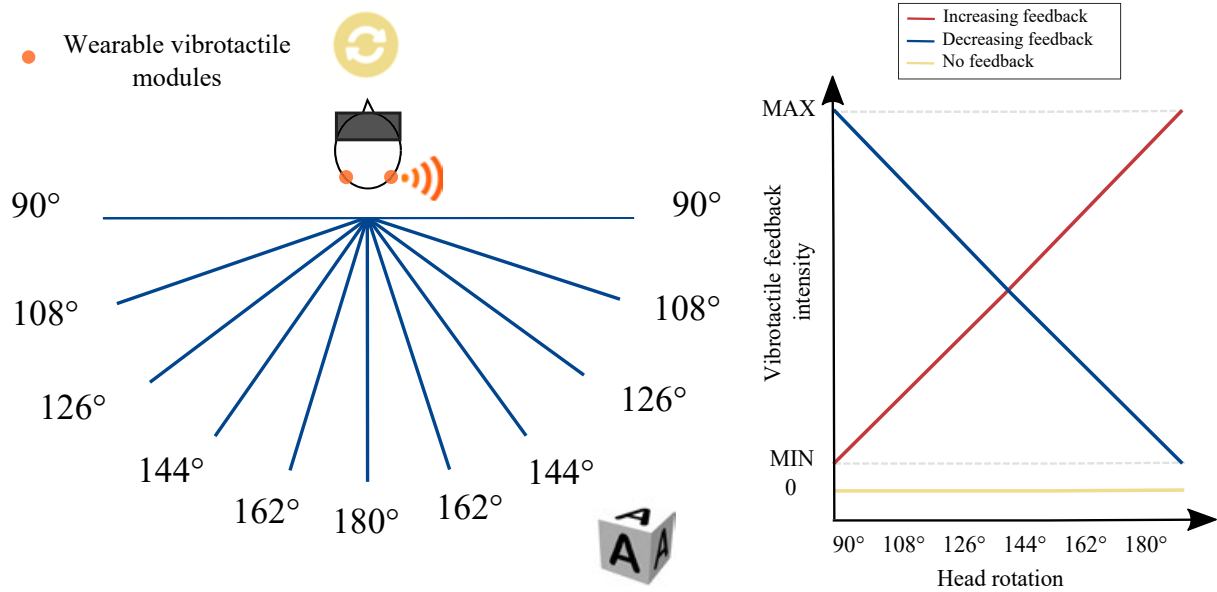 Wearable vibrotactile
modules
90°
90°
108°
108°
126°
126°
144°
144°
162°
162°
180°
A
A
A
Increasing feedback
Decreasing feedback
No feedback
MAX
MIN
0
Vibrotactile feedback
intensity
90° 108° 126° 144° 162° 180°
Head rotation